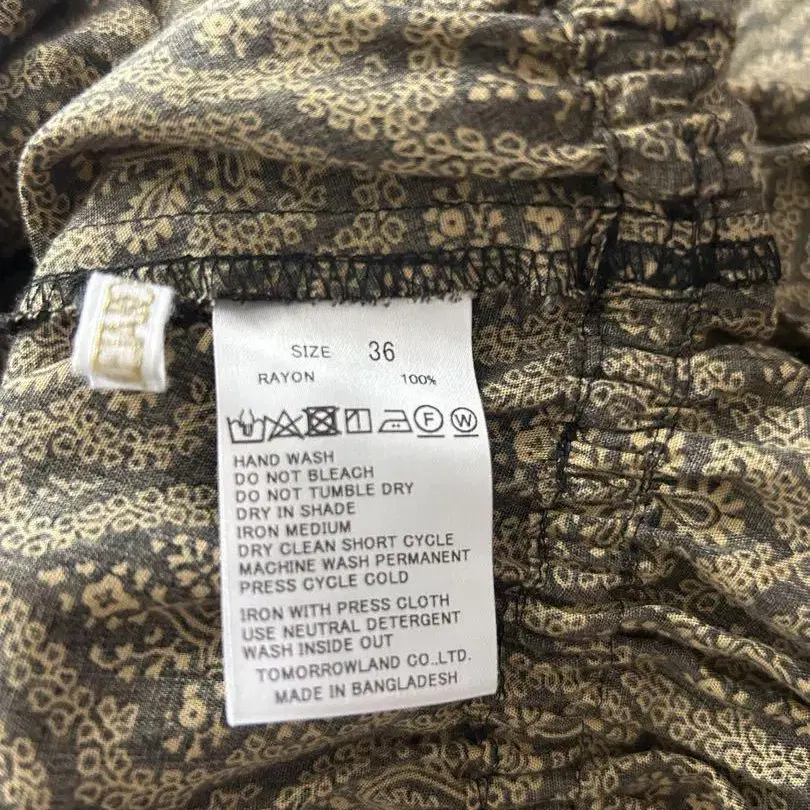 SIZE 36
RAYON 100%
F W
HAND WASH
DO NOT BLEACH
DO NOT TUMBLE DRY
DRY IN SHADE
IRON MEDIUM
DRY CLEAN SHORT CYCLE
MACHINE WASH PERMANENT
PRESS CYCLE COLD
IRON WITH PRESS CLOTH
USE NEUTRAL DETERGENT
WASH INSIDE OUT
TOMORROWLAND CO.,LTD.
MADE IN BANGLADESH